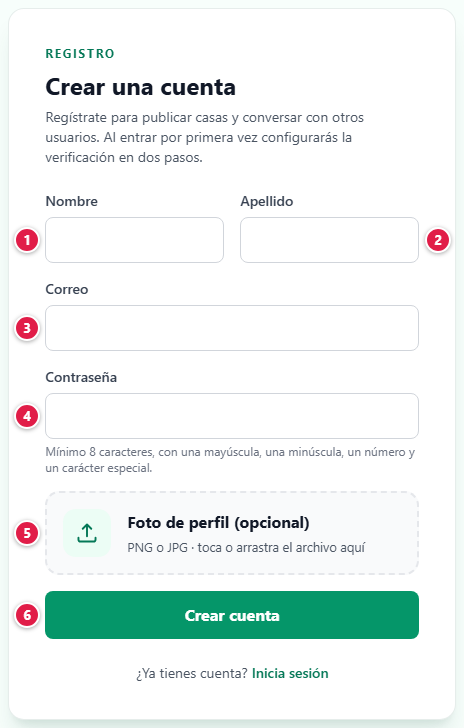 REGISTRO
Crear una cuenta
Regístrate para publicar casas y conversar con otros
usuarios. Al entrar por primera vez configurarás la
verificación en dos pasos.
Nombre
Apellido
1
2
Correo
3
Contraseña
4
Mínimo 8 caracteres, con una mayúscula, una minúscula, un número y
un carácter especial.
5
Foto de perfil (opcional)
PNG o JPG · toca o arrastra el archivo aquí
6
Crear cuenta
¿Ya tienes cuenta? Inicia sesión